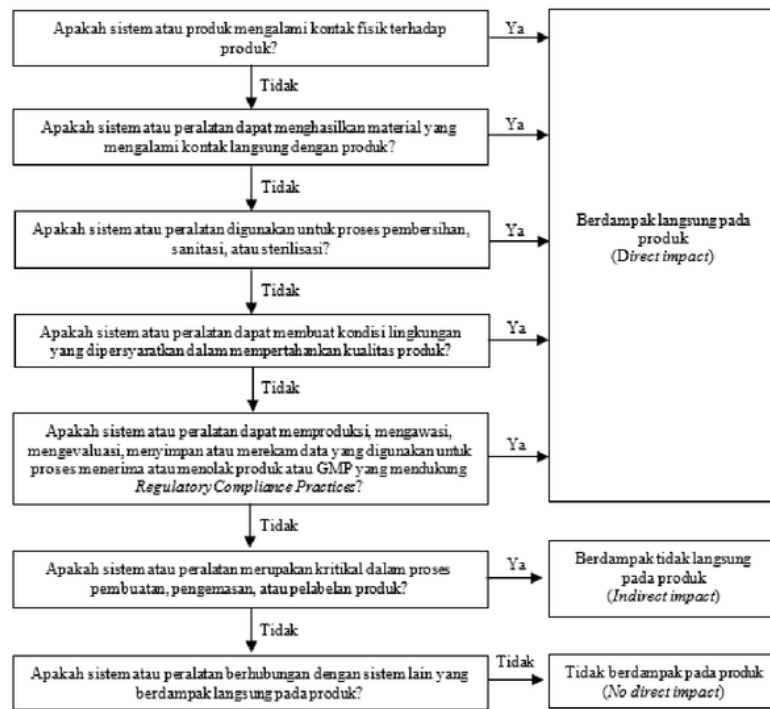 Apakah sistem atau produk mengalami kontak fisik terhadap
produk?
Ya
Tidak
Apakah sistem atau peralatan dapat menghasilkan material yang
mengalami kontak langsung dengan produk?
Ya
Tidak
Apakah sistem atau peralatan digunakan untuk proses pembersihan,
sanitasi, atau sterilisasi?
Ya
Berdampak langsung pada
produk
(Direct impact)
Tidak
Apakah sistem atau peralatan dapat membuat kondisi lingkungan
yang dipersyaratkan dalam mempertahankan kualitas produk?
Ya
Tidak
Apakah sistem atau peralatan dapat memproduksi, mengawasi,
mengevaluasi, menyimpan atau merekam data yang digunakan untuk
proses menerima atau menolak produk atau GMP yang mendukung
Regulatory Compliance Practices?
Ya
Tidak
Apakah sistem atau peralatan merupakan kritikal dalam proses
pembuatan, pengemasan, atau pelabelan produk?
Ya
Berdampak tidak langsung
pada produk
(Indirect impact)
Tidak
Apakah sistem atau peralatan berhubungan dengan sistem lain yang
berdampak langsung pada produk?
Tidak
Tidak berdampak pada produk
(No direct impact)